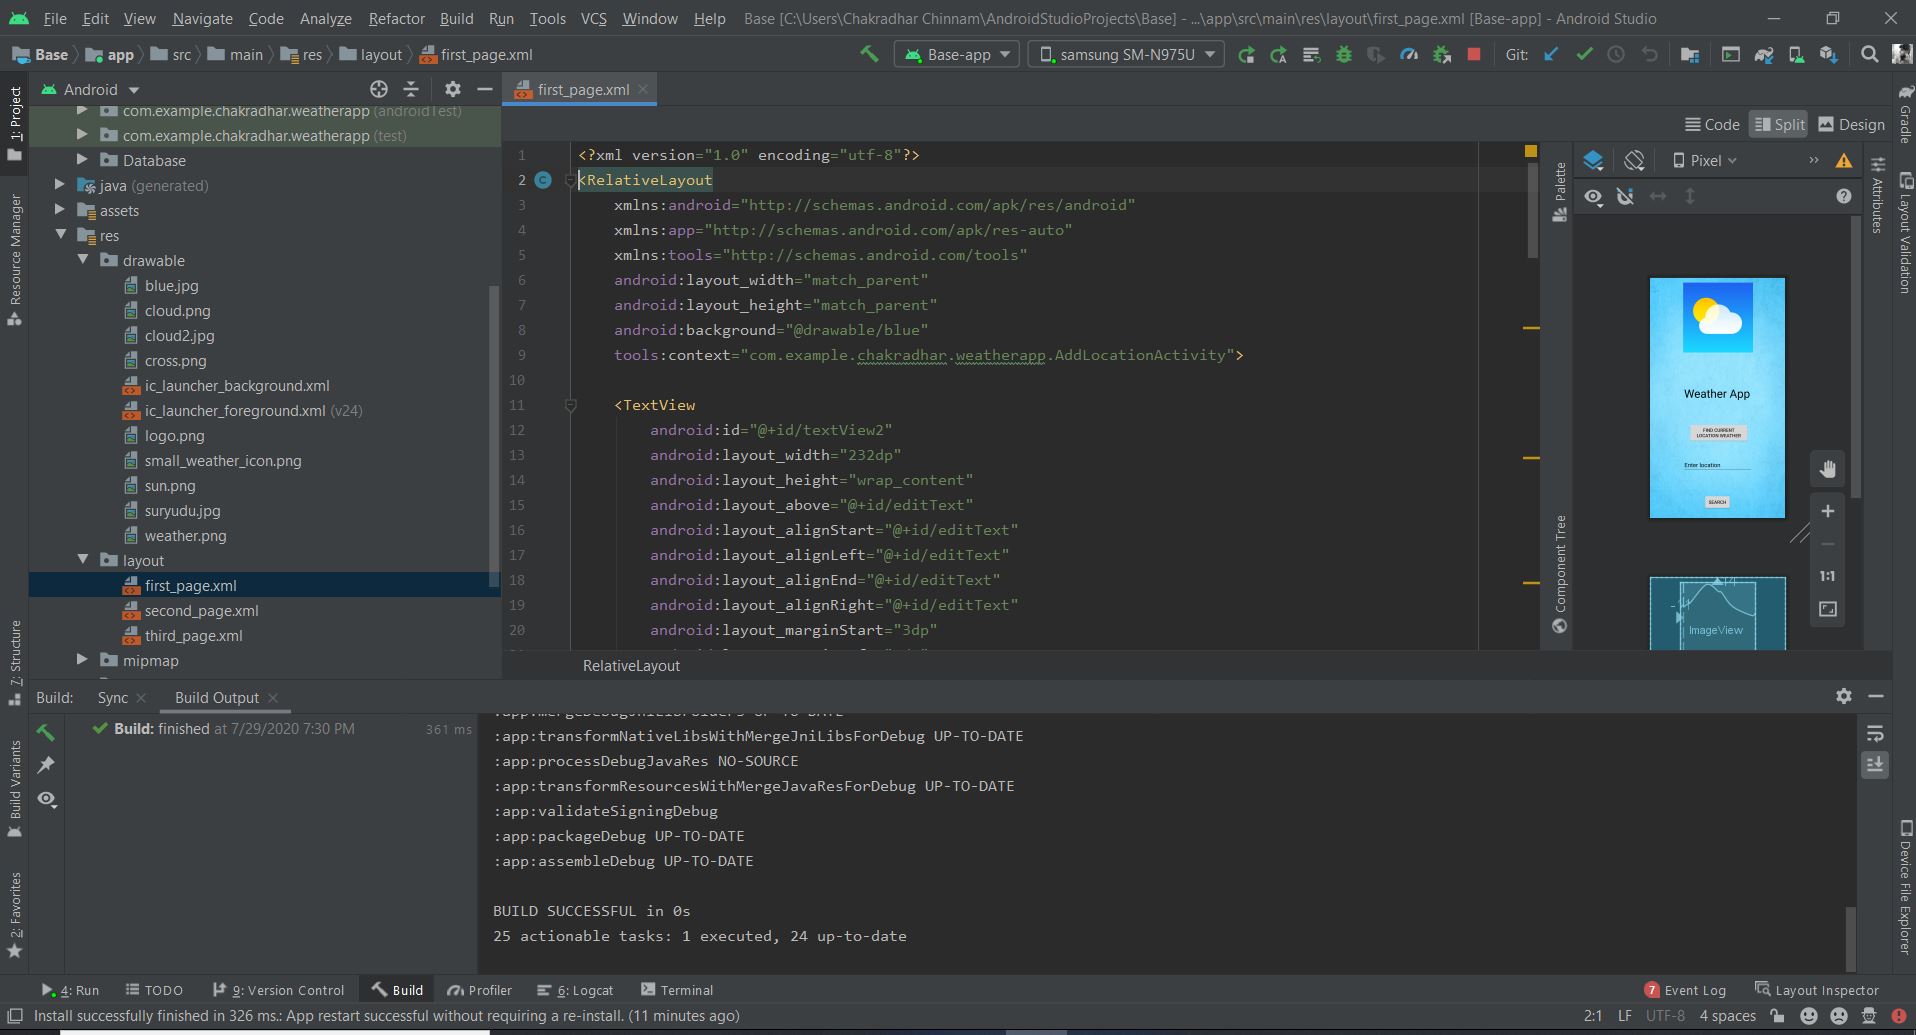 File Edit View Navigate Code Analyze Refactor Build Run Tools VCS Window Help Base [C:\Users\Chakradhar Chinnam\AndroidStudioProjects\Base] - ...\app\src\main\res\layout\first_page.xml [Base-app] - Android Studio
Base app src main res layout first_page.xml Base-app samsung SM-N975U Git:
Android
first_page.xml
1: Project
Resource Manager
7: Structure
Build Variants
2: Favorites
com.example.chakradhar.weatherapp (androidTest)
com.example.chakradhar.weatherapp (test)
Database
java (generated)
assets
res
drawable
blue.jpg
cloud.png
cloud2.jpg
cross.png
ic_launcher_background.xml
ic_launcher_foreground.xml (v24)
logo.png
small_weather_icon.png
sun.png
suryudu.jpg
weather.png
layout
first_page.xml
second_page.xml
third_page.xml
mipmap
Code Split Design
1 <?xml version="1.0" encoding="utf-8"?>
2 <RelativeLayout
3 xmlns:android="http://schemas.android.com/apk/res/android"
4 xmlns:app="http://schemas.android.com/apk/res-auto"
5 xmlns:tools="http://schemas.android.com/tools"
6 android:layout_width="match_parent"
7 android:layout_height="match_parent"
8 android:background="@drawable/blue"
9 tools:context="com.example.chakradhar.weatherapp.AddLocationActivity">
10
11 <TextView
12 android:id="@+id/textView2"
13 android:layout_width="232dp"
14 android:layout_height="wrap_content"
15 android:layout_above="@+id/editText"
16 android:layout_alignStart="@+id/editText"
17 android:layout_alignLeft="@+id/editText"
18 android:layout_alignEnd="@+id/editText"
19 android:layout_alignRight="@+id/editText"
20 android:layout_marginStart="3dp"
RelativeLayout
Palette
Component Tree
Pixel
Weather App
FIND CURRENT
LOCATION WEATHER
Enter location
SEARCH
1:1
ImageView
Attributes
Gradle
Layout Validation
Device File Explorer
Build: Sync Build Output
Build: finished at 7/29/2020 7:30 PM 361 ms
:app:mergeDebugJniLibFolders UP-TO-DATE
:app:transformNativeLibsWithMergeJniLibsForDebug UP-TO-DATE
:app:processDebugJavaRes NO-SOURCE
:app:transformResourcesWithMergeJavaResForDebug UP-TO-DATE
:app:validateSigningDebug
:app:packageDebug UP-TO-DATE
:app:assembleDebug UP-TO-DATE
BUILD SUCCESSFUL in 0s
25 actionable tasks: 1 executed, 24 up-to-date
4: Run TODO 9: Version Control Build Profiler 6: Logcat Terminal 7 Event Log Layout Inspector
Install successfully finished in 326 ms.: App restart successful without requiring a re-install. (11 minutes ago) 2:1 LF UTF-8 4 spaces